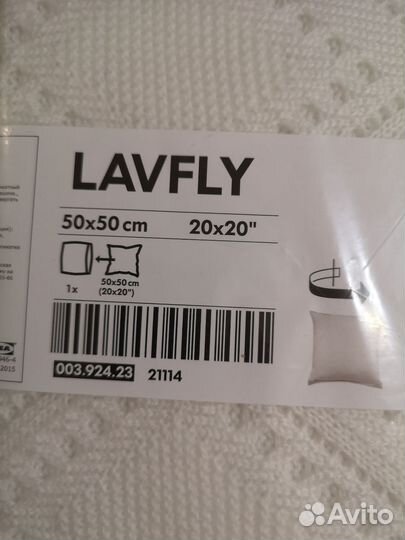 LAVFLY
50x50 cm 20x20"
1x
50x50 cm
(20x20")
003.924.23 21114
2015
Avito